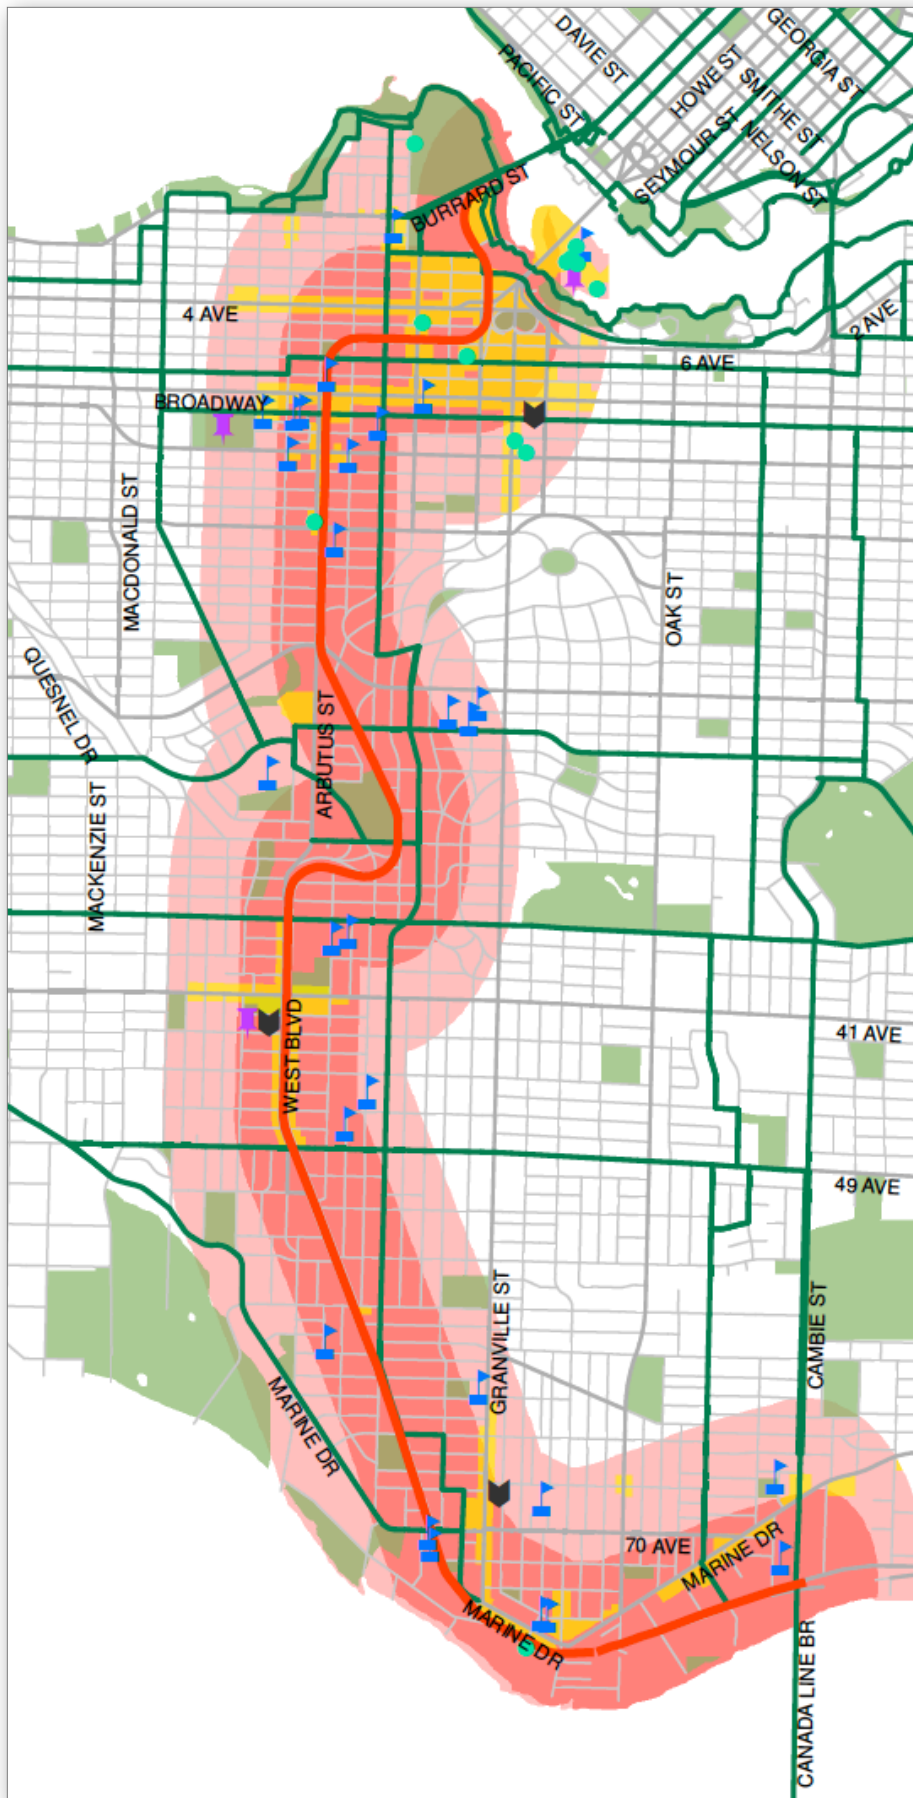 DAVIE ST
GEORGIA ST
PACIFIC ST
HOWE ST
SMITHE ST
SEYMOUR ST
NELSON ST
BURRARD ST
4 AVE
2 AVE
6 AVE
BROADWAY
MACDONALD ST
OAK ST
QUESNEL DR
ARBUTUS ST
MACKENZIE ST
WEST BLVD
41 AVE
49 AVE
GRANVILLE ST
CAMBIE ST
MARINE DR
70 AVE
MARINE DR
MARINE DR
CANADA LINE BR